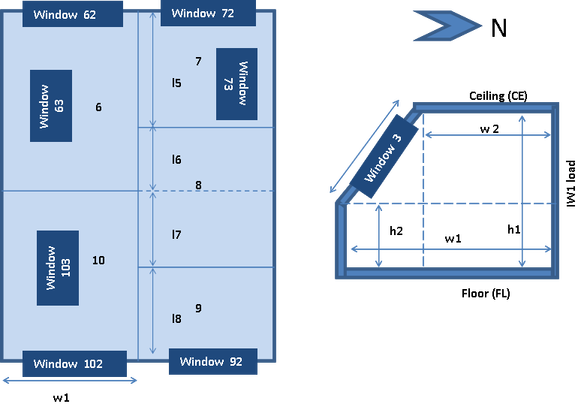 Window 62
Window 72
N
7
Window
73
l5
Window
63
6
Ceiling (CE)
w 2
Window 3
IW1 load
l6
8
h2
w1
h1
l7
Window
103
10
Floor (FL)
9
l8
Window 102
Window 92
w1